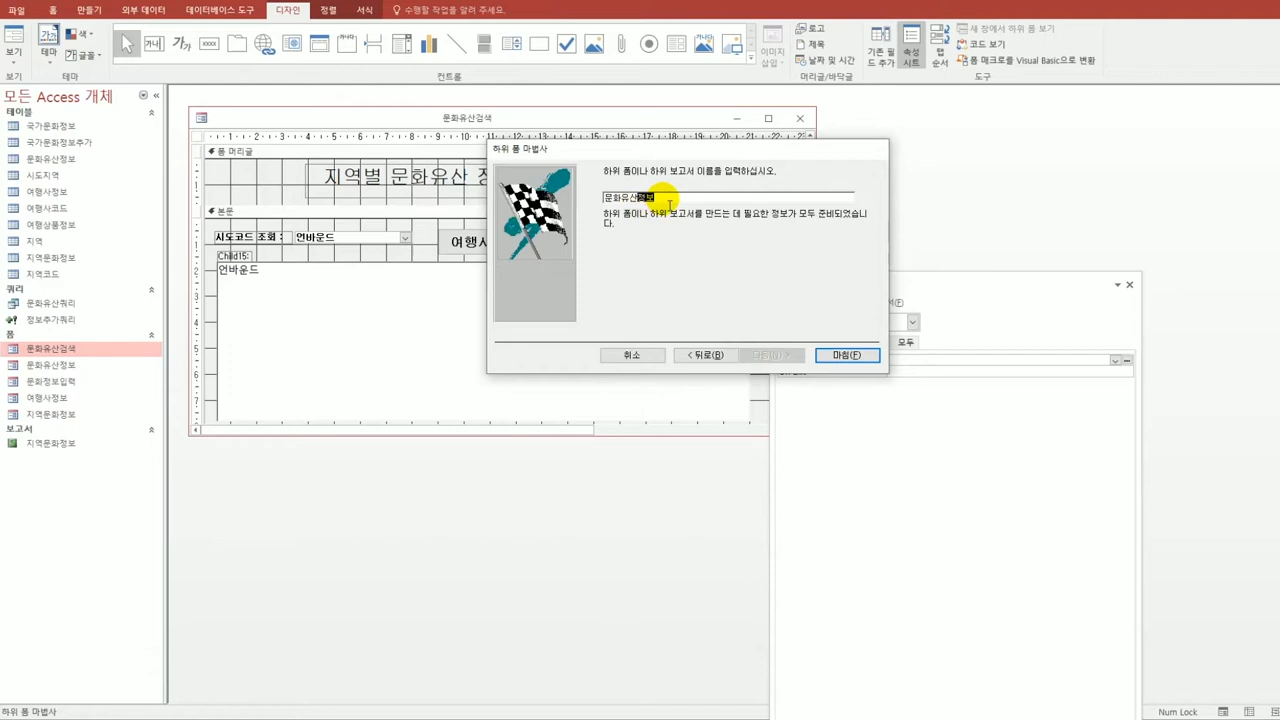 파일 홈 만들기 외부 데이터 데이터베이스 도구 디자인 정렬 서식 수행할 작업을 알려 주세요.
보기 테마 색 글꼴 가나 가가 xxxx 이미지 삽입 로고 제목 날짜 및 시간 기존 필드 추가 속성 시트 탭 순서 새 창에서 하위 폼 보기 코드 보기 폼 매크로를 Visual Basic으로 변환
보기 테마 컨트롤 머리글/바닥글 도구
모든 Access 개체
테이블
국가문화정보
국가문화정보추가
문화유산정보
시도지역
여행사정보
여행사코드
여행상품정보
지역
지역문화정보
지역코드
쿼리
문화유산쿼리
정보추가쿼리
폼
문화유산검색
문화유산정보
문화정보입력
여행사정보
지역문화정보
보고서
지역문화정보
문화유산검색
폼 머리글
지역별 문화유산
본문
시도코드 조회 : 언바운드
Child15:
언바운드
하위 폼 마법사
하위 폼이나 하위 보고서 이름을 입력하십시오.
문화유산정보
하위 폼이나 하위 보고서를 만드는 데 필요한 정보가 모두 준비되었습니
다.
취소 < 뒤로(B) 마침(F)
모두
하위 폼 마법사 Num Lock